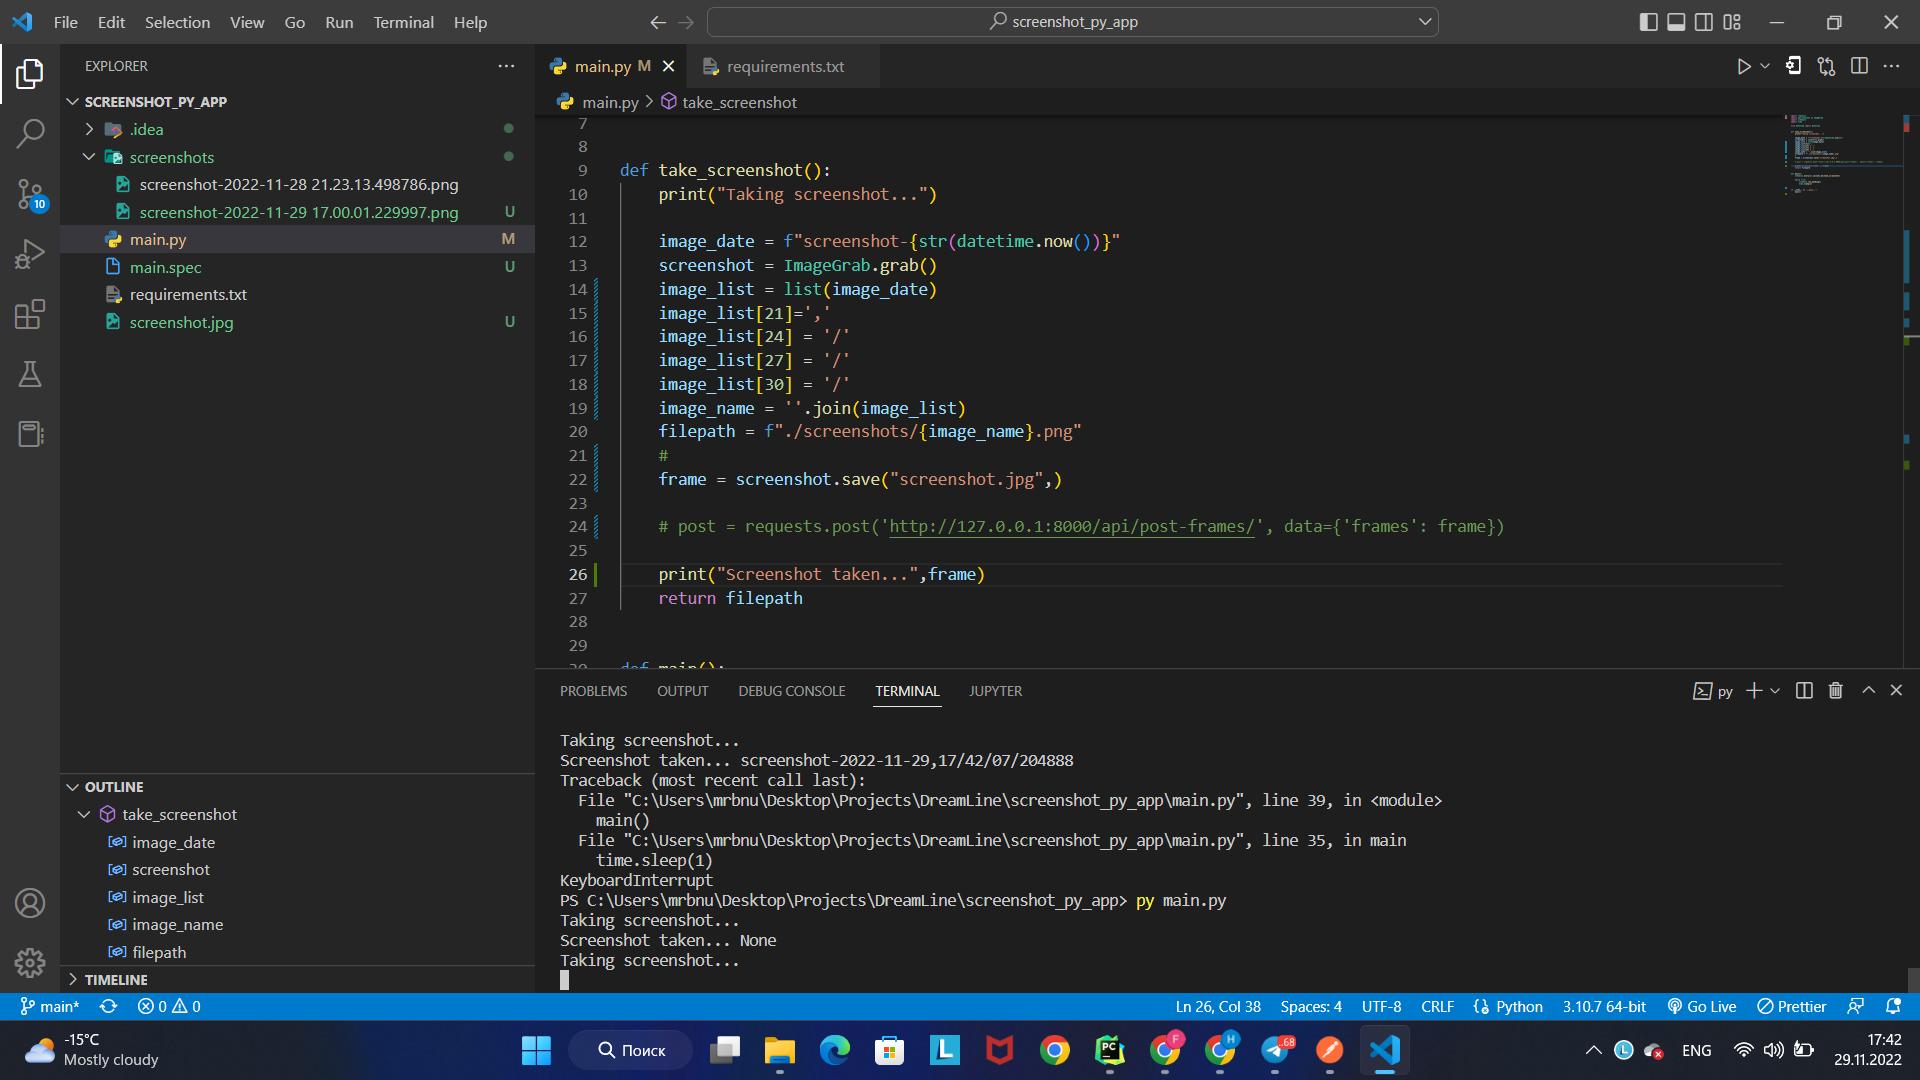 File Edit Selection View Go Run Terminal Help
screenshot_py_app
EXPLORER
SCREENSHOT_PY_APP
.idea
screenshots
screenshot-2022-11-28 21.23.13.498786.png
screenshot-2022-11-29 17.00.01.229997.png U
main.py M
main.spec U
requirements.txt
screenshot.jpg U
10
OUTLINE
take_screenshot
image_date
screenshot
image_list
image_name
filepath
TIMELINE
main.py M requirements.txt
main.py > take_screenshot
7
8
9 def take_screenshot():
10 print("Taking screenshot...")
11
12 image_date = f"screenshot-{str(datetime.now())}"
13 screenshot = ImageGrab.grab()
14 image_list = list(image_date)
15 image_list[21]=','
16 image_list[24] = '/'
17 image_list[27] = '/'
18 image_list[30] = '/'
19 image_name = ''.join(image_list)
20 filepath = f"./screenshots/{image_name}.png"
21 #
22 frame = screenshot.save("screenshot.jpg",)
23
24 # post = requests.post('http://127.0.0.1:8000/api/post-frames/', data={'frames': frame})
25
26 print("Screenshot taken...",frame)
27 return filepath
28
29
30 def main():
PROBLEMS OUTPUT DEBUG CONSOLE TERMINAL JUPYTER
py
Taking screenshot...
Screenshot taken... screenshot-2022-11-29,17/42/07/204888
Traceback (most recent call last):
File "C:\Users\mrbnu\Desktop\Projects\DreamLine\screenshot_py_app\main.py", line 39, in <module>
main()
File "C:\Users\mrbnu\Desktop\Projects\DreamLine\screenshot_py_app\main.py", line 35, in main
time.sleep(1)
KeyboardInterrupt
PS C:\Users\mrbnu\Desktop\Projects\DreamLine\screenshot_py_app> py main.py
Taking screenshot...
Screenshot taken... None
Taking screenshot...
main* 0 0 Ln 26, Col 38 Spaces: 4 UTF-8 CRLF Python 3.10.7 64-bit Go Live Prettier
-15°C
Mostly cloudy
Поиск
L
PC
F
H
..68
L
ENG
17:42
29.11.2022